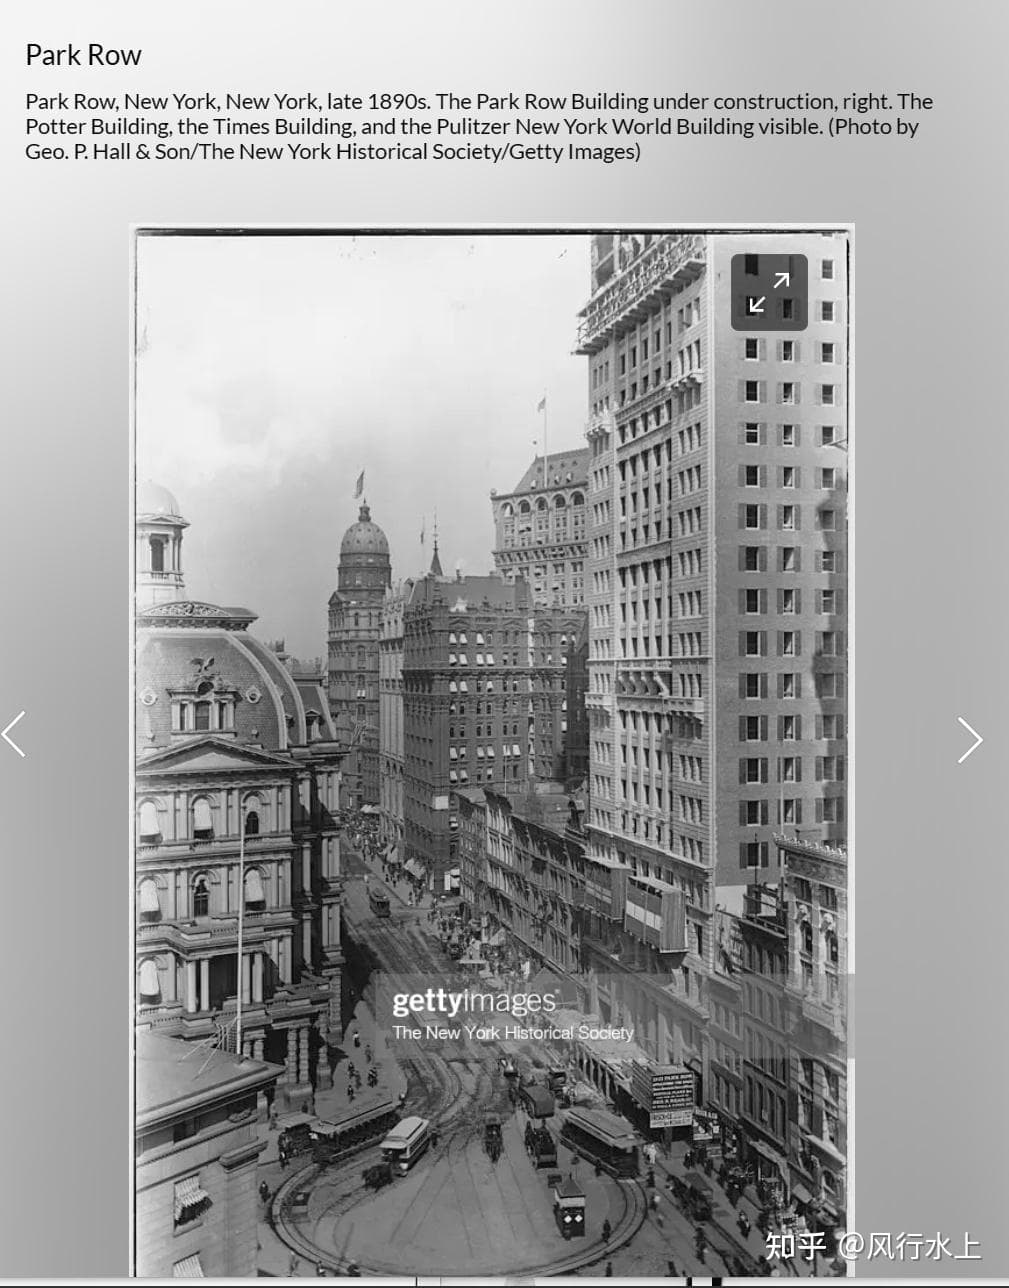 Park Row
Park Row, New York, New York, late 1890s. The Park Row Building under construction, right. The
Potter Building, the Times Building, and the Pulitzer New York World Building visible. (Photo by
Geo. P. Hall & Son/The New York Historical Society/Getty Images)
gettyimages
The New York Historical Society
知乎 @风行水上